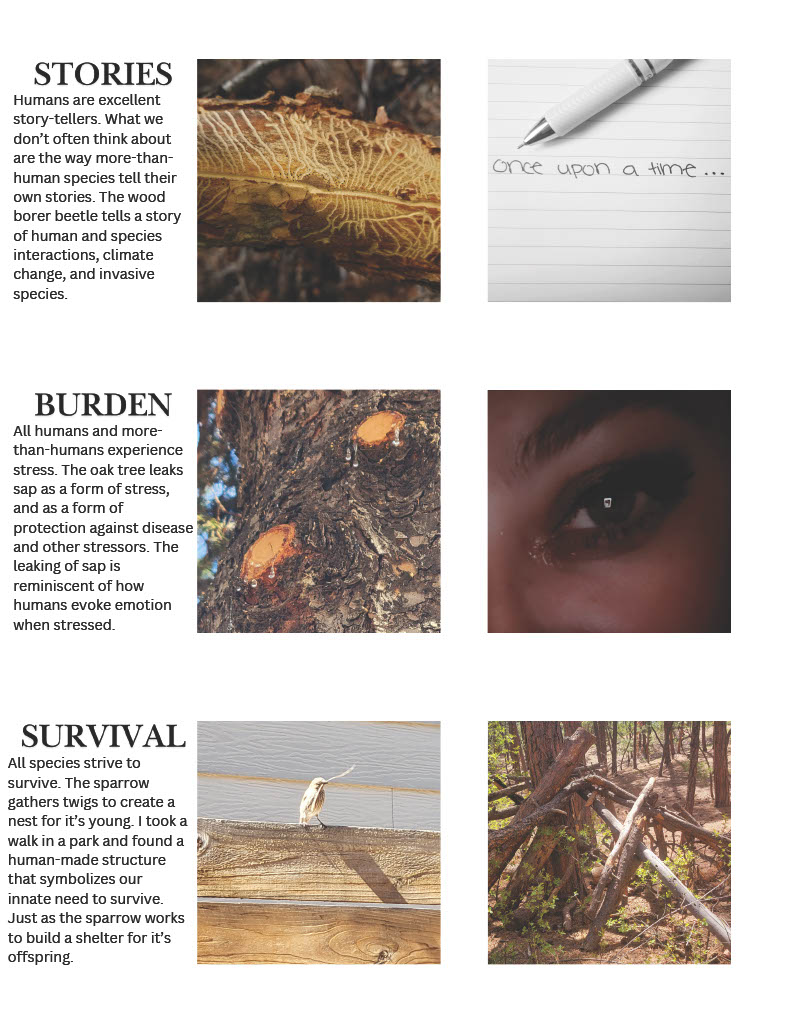 STORIES
Humans are excellent
story-tellers. What we
don't often think about
are the way more-than-
human species tell their
own stories. The wood
borer beetle tells a story
of human and species
interactions, climate
change, and invasive
species.
once upon a time...
BURDEN
All humans and more-
than-humans experience
stress. The oak tree leaks
sap as a form of stress,
and as a form of
protection against disease
and other stressors. The
leaking of sap is
reminiscent of how
humans evoke emotion
when stressed.
SURVIVAL
All species strive to
survive. The sparrow
gathers twigs to create a
nest for it's young. I took a
walk in a park and found a
human-made structure
that symbolizes our
innate need to survive.
Just as the sparrow works
to build a shelter for it's
offspring.